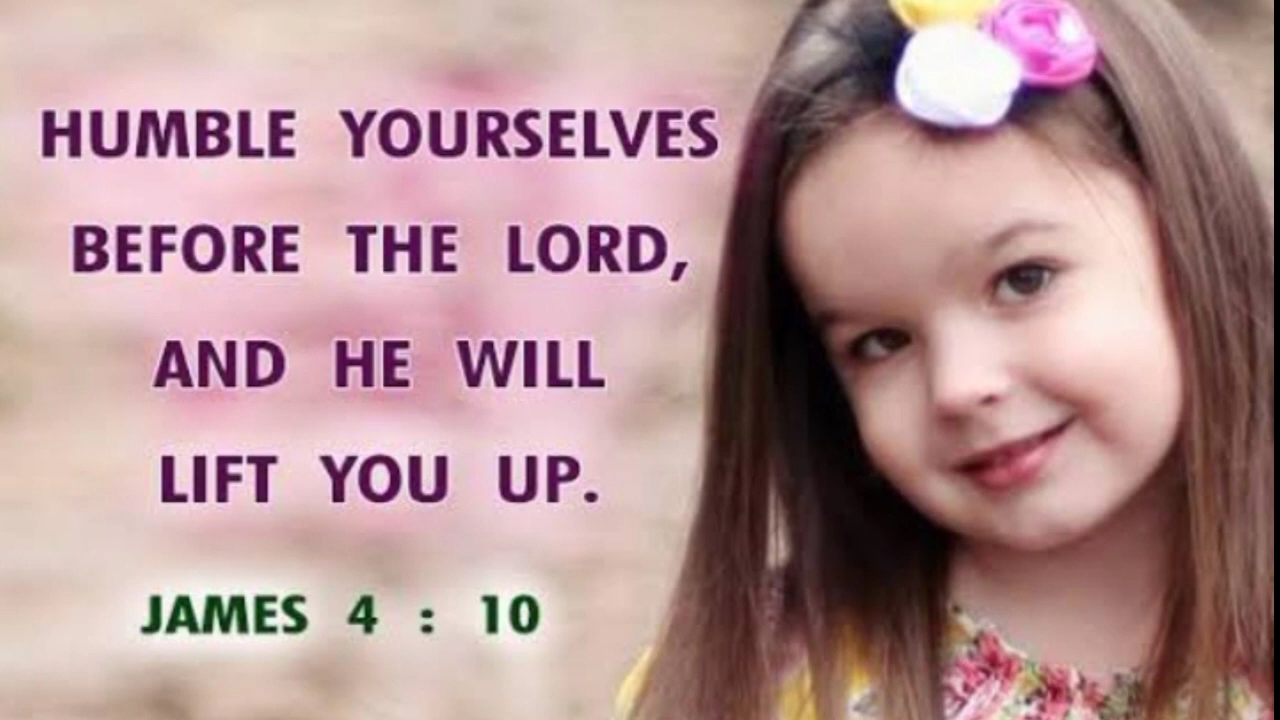 HUMBLE YOURSELVES
BEFORE THE LORD,
AND HE WILL
LIFT YOU UP.
JAMES 4 : 10